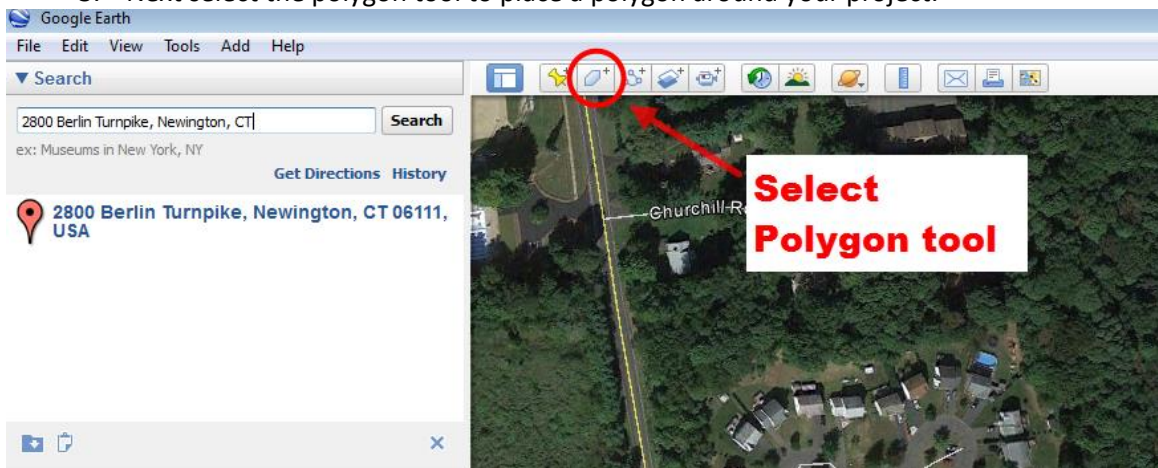 Next select the polygon tool to place a polygon around your project.
Google Earth
File Edit View Tools Add Help
▼ Search
2800 Berlin Turnpike, Newington, CT
Search
ex: Museums in New York, NY
Get Directions History
2800 Berlin Turnpike, Newington, CT 06111,
USA
Churchill R
Select
Polygon tool